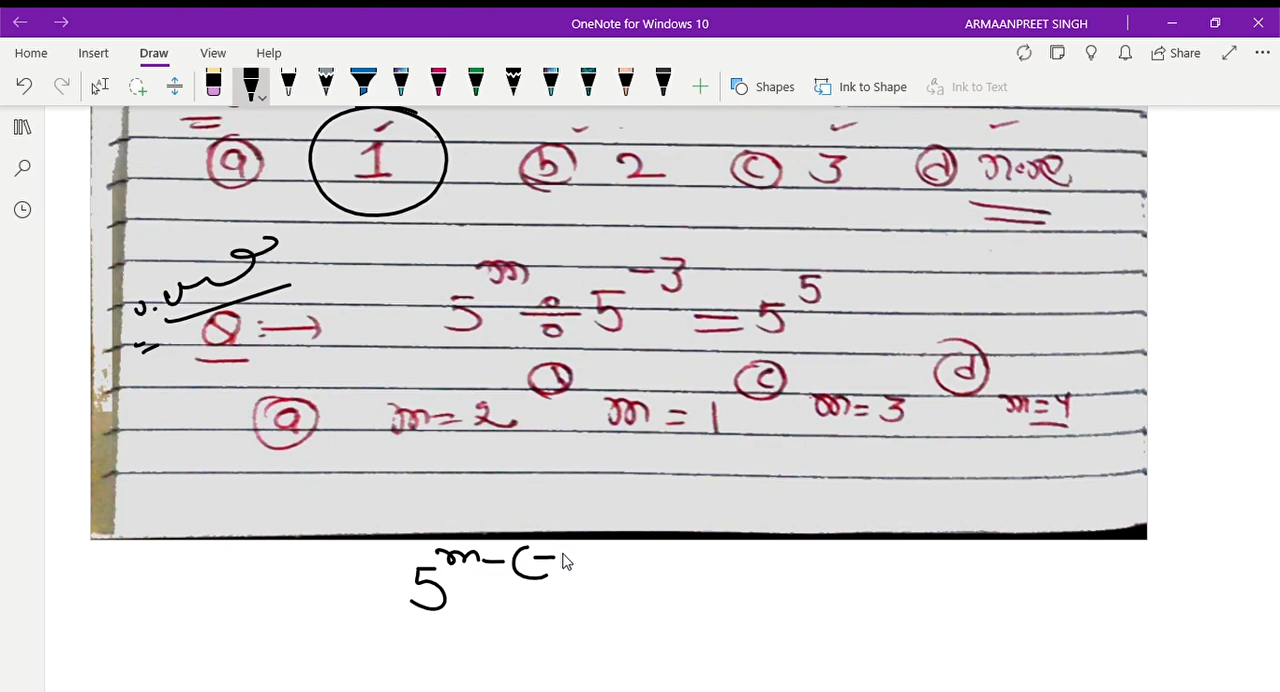 OneNote for Windows 10
ARMAANPREET SINGH
Home Insert Draw View Help Share
Shapes Ink to Shape Ink to Text
ⓐ 1 ⓑ 2 ⓒ 3 ⓓ none
Q :→ 5^m ÷ 5^-3 = 5^5
ⓐ m = 2 ⓑ m = 1 ⓒ m = 3 ⓓ m = 4
5^m-(-